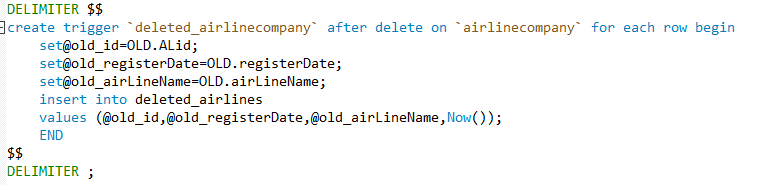 DELIMITER $$
create trigger `deleted_airlinecompany` after delete on `airlinecompany` for each row begin
set@old_id=OLD.ALid;
set@old_registerDate=OLD.registerDate;
set@old_airLineName=OLD.airLineName;
insert into deleted_airlines
values (@old_id,@old_registerDate,@old_airLineName,Now());
END
$$
DELIMITER ;